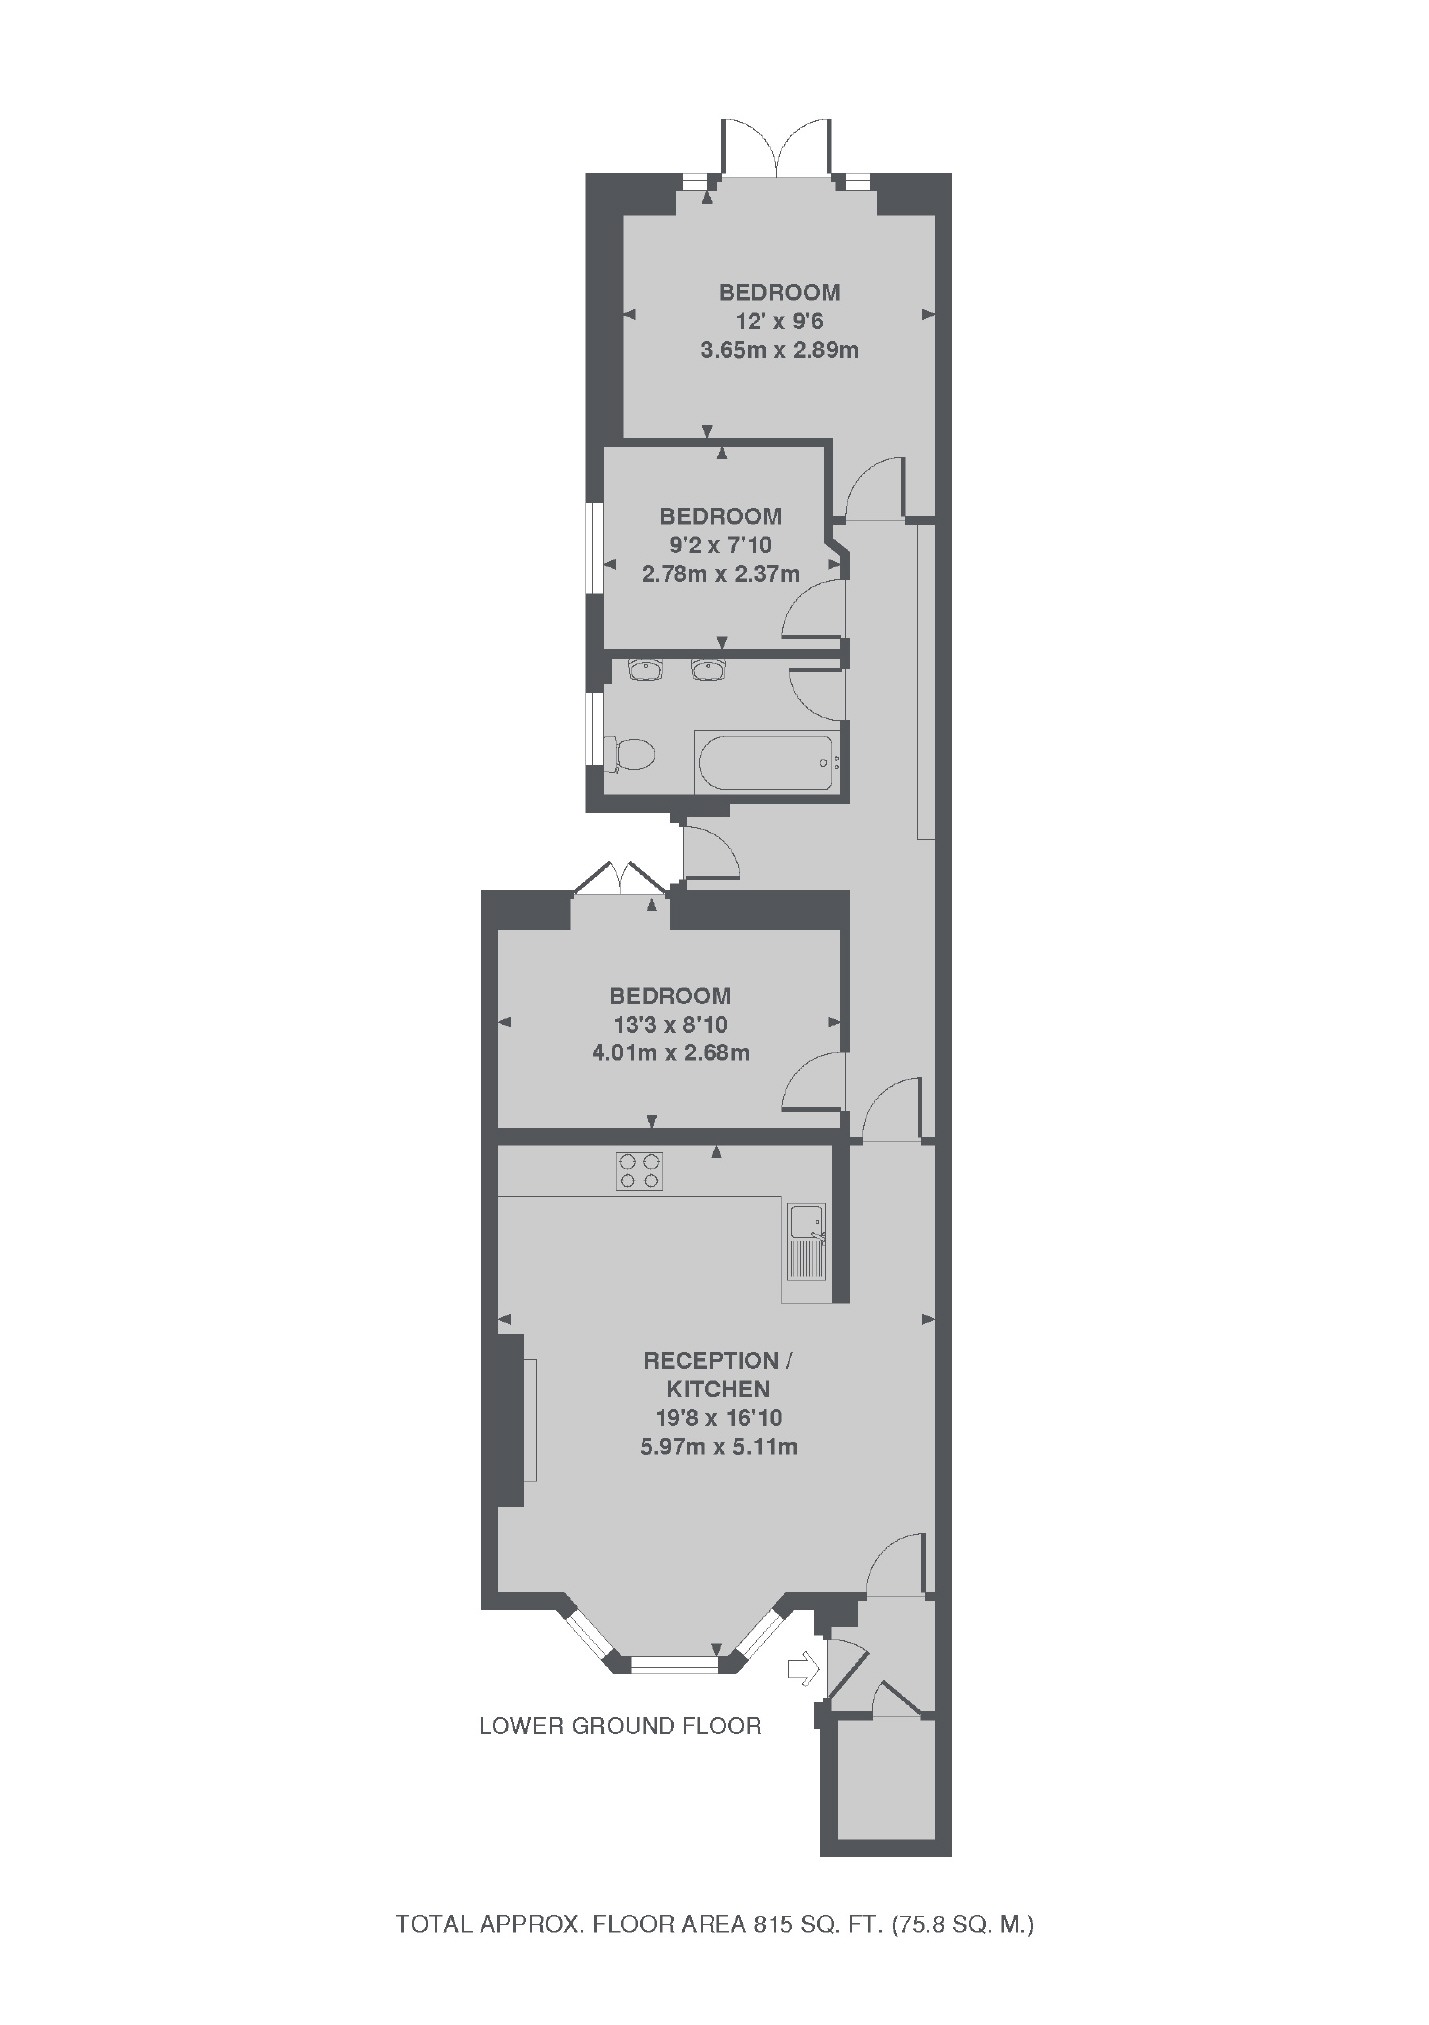 BEDROOM
12' x 9'6
3.65m x 2.89m
BEDROOM
9'2 x 7'10
2.78m x 2.37m
BEDROOM
13'3 x 8'10
4.01m x 2.68m
RECEPTION /
KITCHEN
19'8 x 16'10
5.97m x 5.11m
LOWER GROUND FLOOR
TOTAL APPROX. FLOOR AREA 815 SQ. FT. (75.8 SQ. M.)